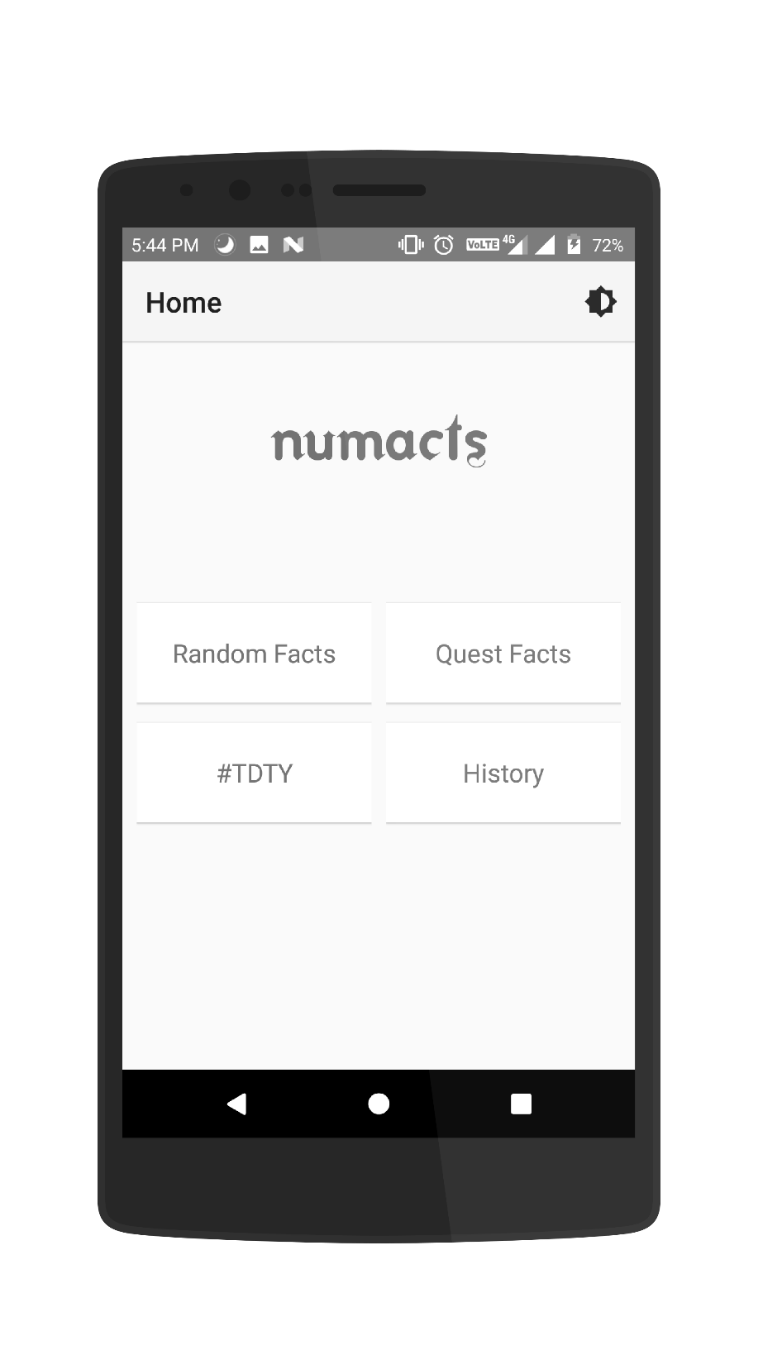 5:44 PM VoLTE 4G 72%
Home
numacts
Random Facts Quest Facts
#TDTY History